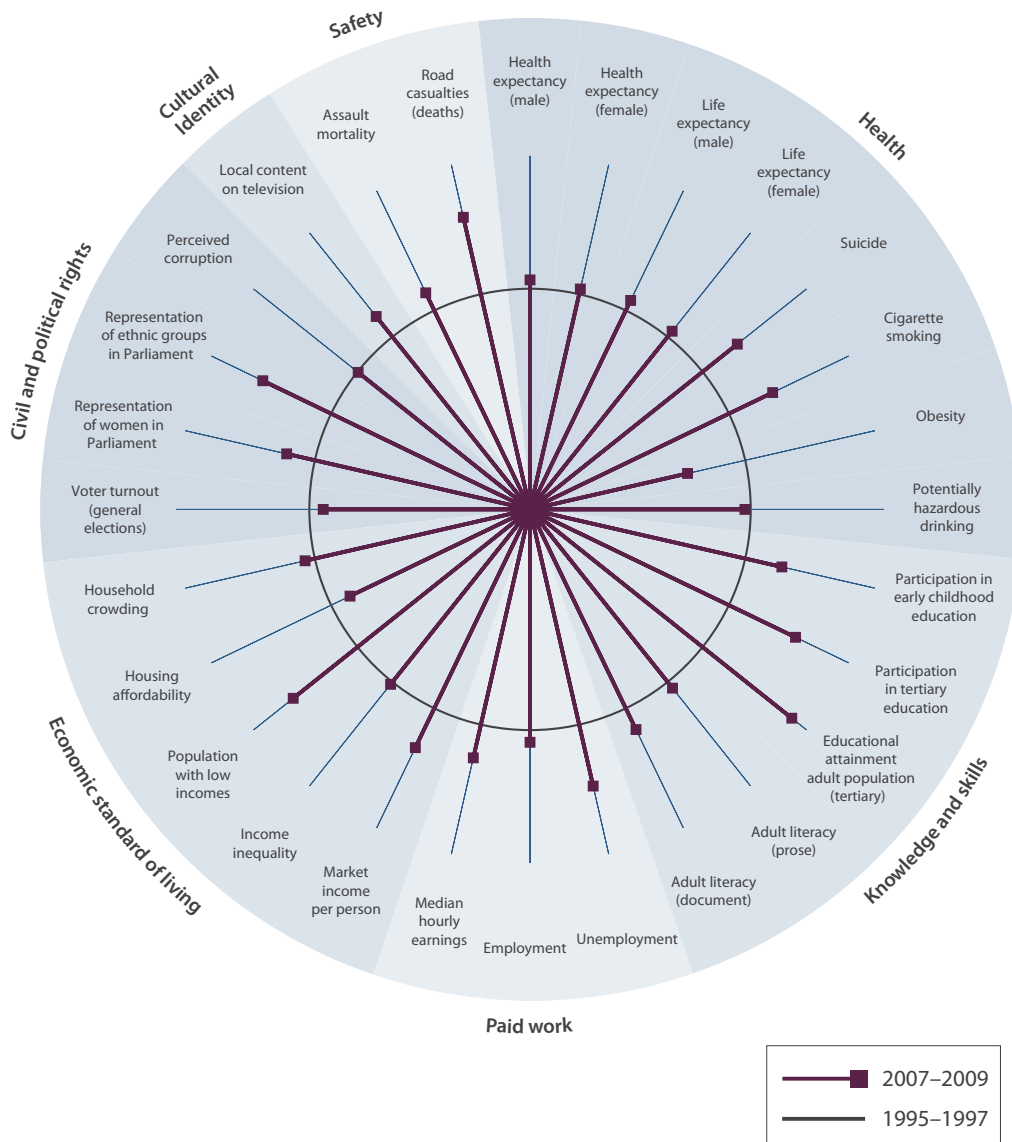 Safety
Cultural
Identity
Health
Civil and political rights
Economic standard of living
Knowledge and skills
Paid work
Road
casualties
(deaths)
Health
expectancy
(male)
Health
expectancy
(female)
Life
expectancy
(male)
Life
expectancy
(female)
Suicide
Cigarette
smoking
Obesity
Potentially
hazardous
drinking
Participation in
early childhood
education
Participation
in tertiary
education
Educational
attainment
adult population
(tertiary)
Adult literacy
(prose)
Adult literacy
(document)
Unemployment
Employment
Median
hourly
earnings
Market
income
per person
Income
inequality
Population
with low
incomes
Housing
affordability
Household
crowding
Voter turnout
(general
elections)
Representation
of women in
Parliament
Representation
of ethnic groups
in Parliament
Perceived
corruption
Local content
on television
Assault
mortality
2007–2009
1995–1997